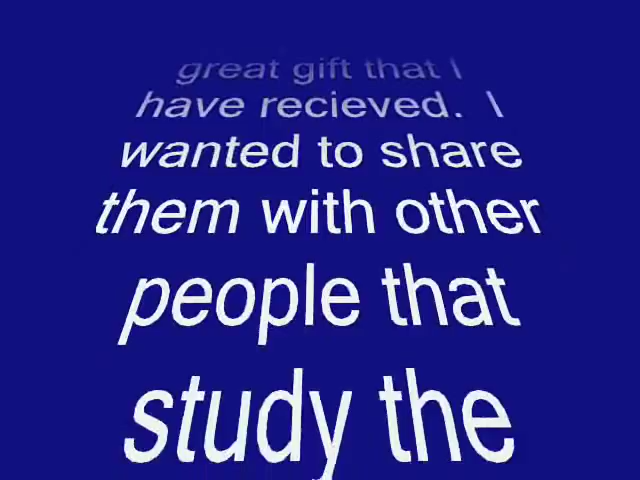 great gift that I
have recieved.  I
wanted to share
them with other
people that
study the